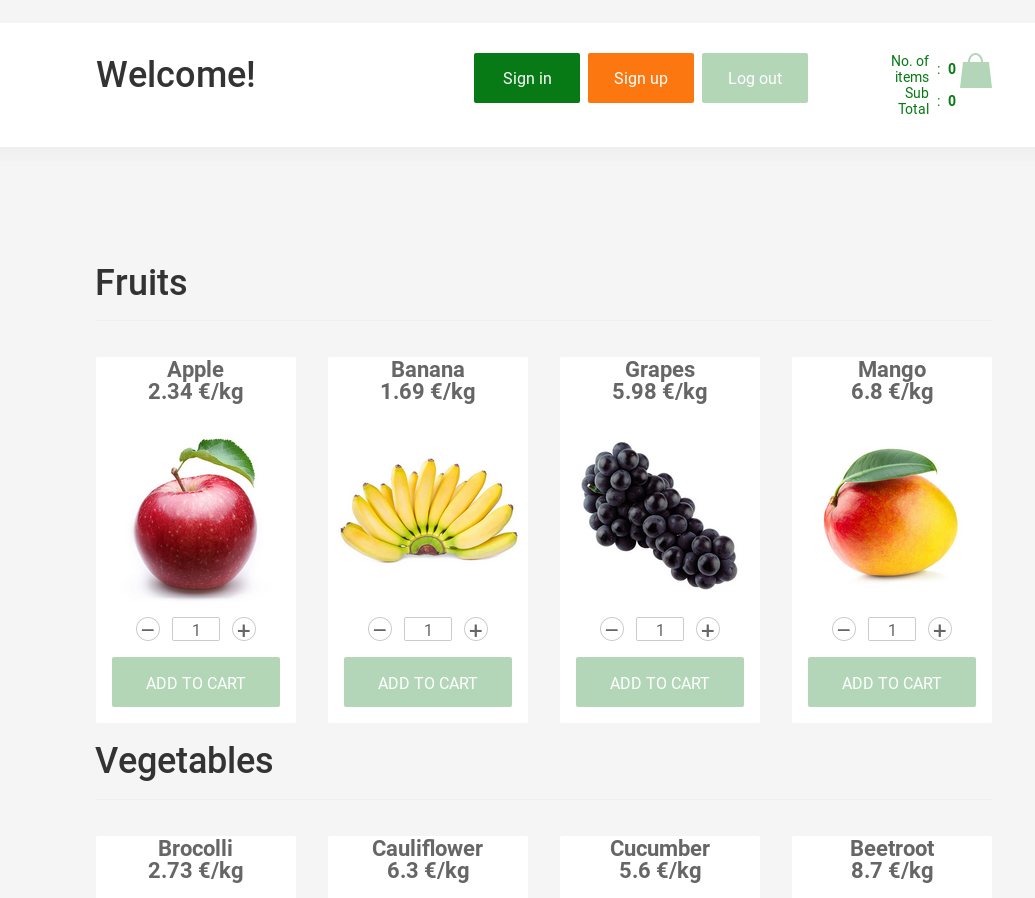 Welcome!
Sign in
Sign up
Log out
No. of
items
:
0
Sub
Total
:
0
Fruits
Apple
2.34 €/kg
Banana
1.69 €/kg
Grapes
5.98 €/kg
Mango
6.8 €/kg
1
1
1
1
ADD TO CART
ADD TO CART
ADD TO CART
ADD TO CART
Vegetables
Brocolli
2.73 €/kg
Cauliflower
6.3 €/kg
Cucumber
5.6 €/kg
Beetroot
8.7 €/kg